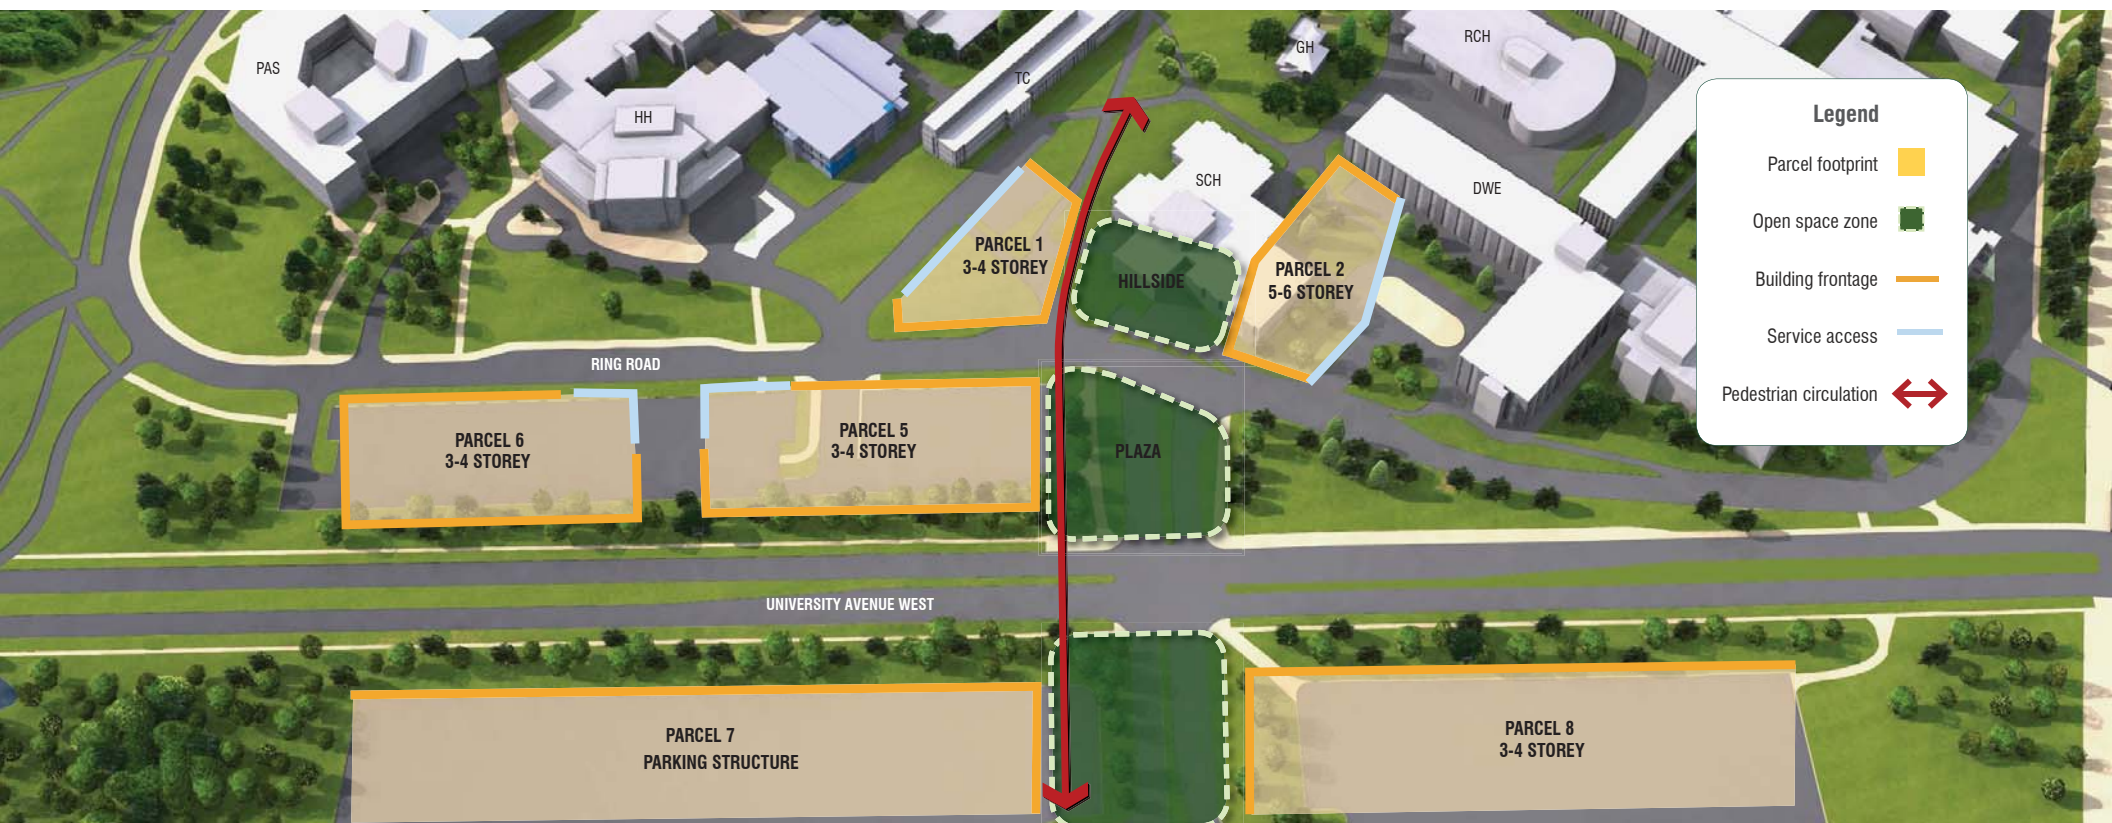 PAS
HH
TC
GH
RCH
SCH
DWE
Legend
Parcel footprint
Open space zone
Building frontage
Service access
Pedestrian circulation
PARCEL 1
3-4 STOREY
HILLSIDE
PARCEL 2
5-6 STOREY
RING ROAD
PARCEL 6
3-4 STOREY
PARCEL 5
3-4 STOREY
PLAZA
UNIVERSITY AVENUE WEST
PARCEL 7
PARKING STRUCTURE
PARCEL 8
3-4 STOREY